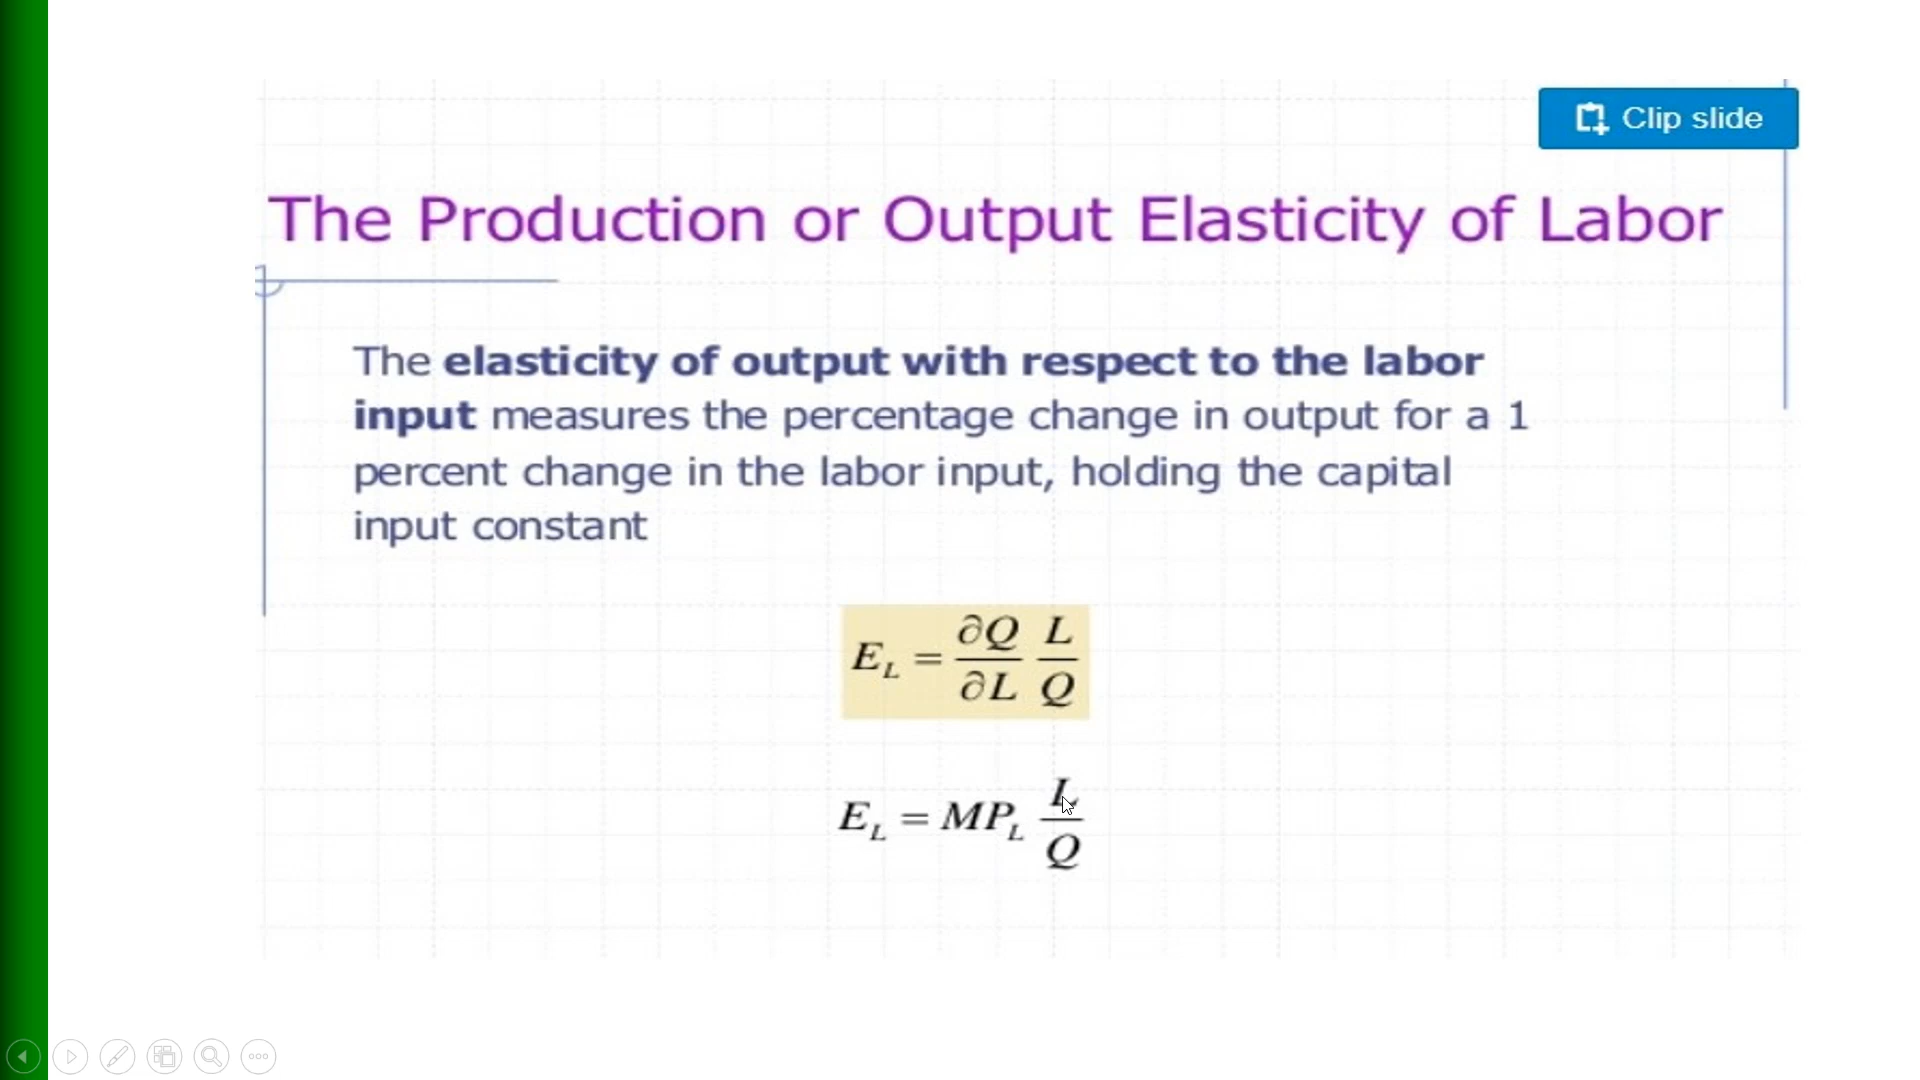 Clip slide
The Production or Output Elasticity of Labor
The elasticity of output with respect to the labor
input measures the percentage change in output for a 1
percent change in the labor input, holding the capital
input constant
E_L = ∂Q/∂L L/Q
E_L = MP_L L/Q